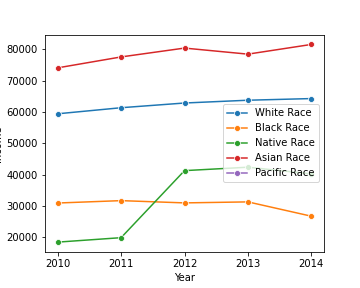 80000
70000
60000
50000
40000
30000
20000
White Race
Black Race
Native Race
Asian Race
Pacific Race
2010 2011 2012 2013 2014
Year